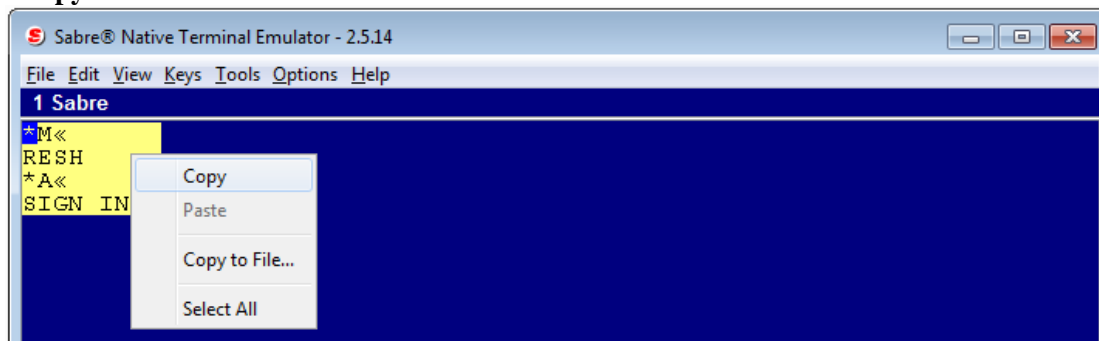 Sabre® Native Terminal Emulator - 2.5.14
File Edit View Keys Tools Options Help
1 Sabre
*M«
RESH
*A«
SIGN IN
Copy
Paste
Copy to File...
Select All